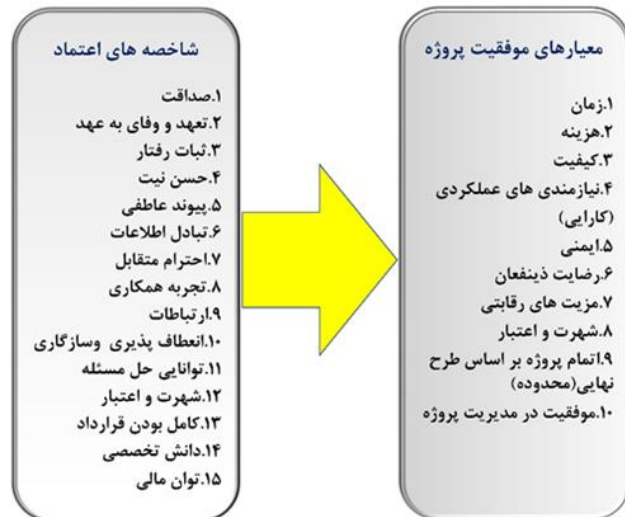 معیارهای موفقیت پروژه
۱.زمان
۲.هزینه
۳.کیفیت
۴.نیازمندی های عملکردی
(کارایی)
۵.ایمنی
۶.رضایت ذینفعان
۷.مزیت های رقابتی
۸.شهرت و اعتبار
۹.اتمام پروژه بر اساس طرح
نهایی(محدوده)
۱۰.موفقیت در مدیریت پروژه
شاخصه های اعتماد
۱.صداقت
۲.تعهد و وفای به عهد
۳.ثبات رفتار
۴.حسن نیت
۵.پیوند عاطفی
۶.تبادل اطلاعات
۷.احترام متقابل
۸.تجربه همکاری
۹.ارتباطات
۱۰.انعطاف پذیری وسازگاری
۱۱.توانایی حل مسئله
۱۲.شهرت و اعتبار
۱۳.کامل بودن قرارداد
۱۴.دانش تخصصی
۱۵.توان مالی